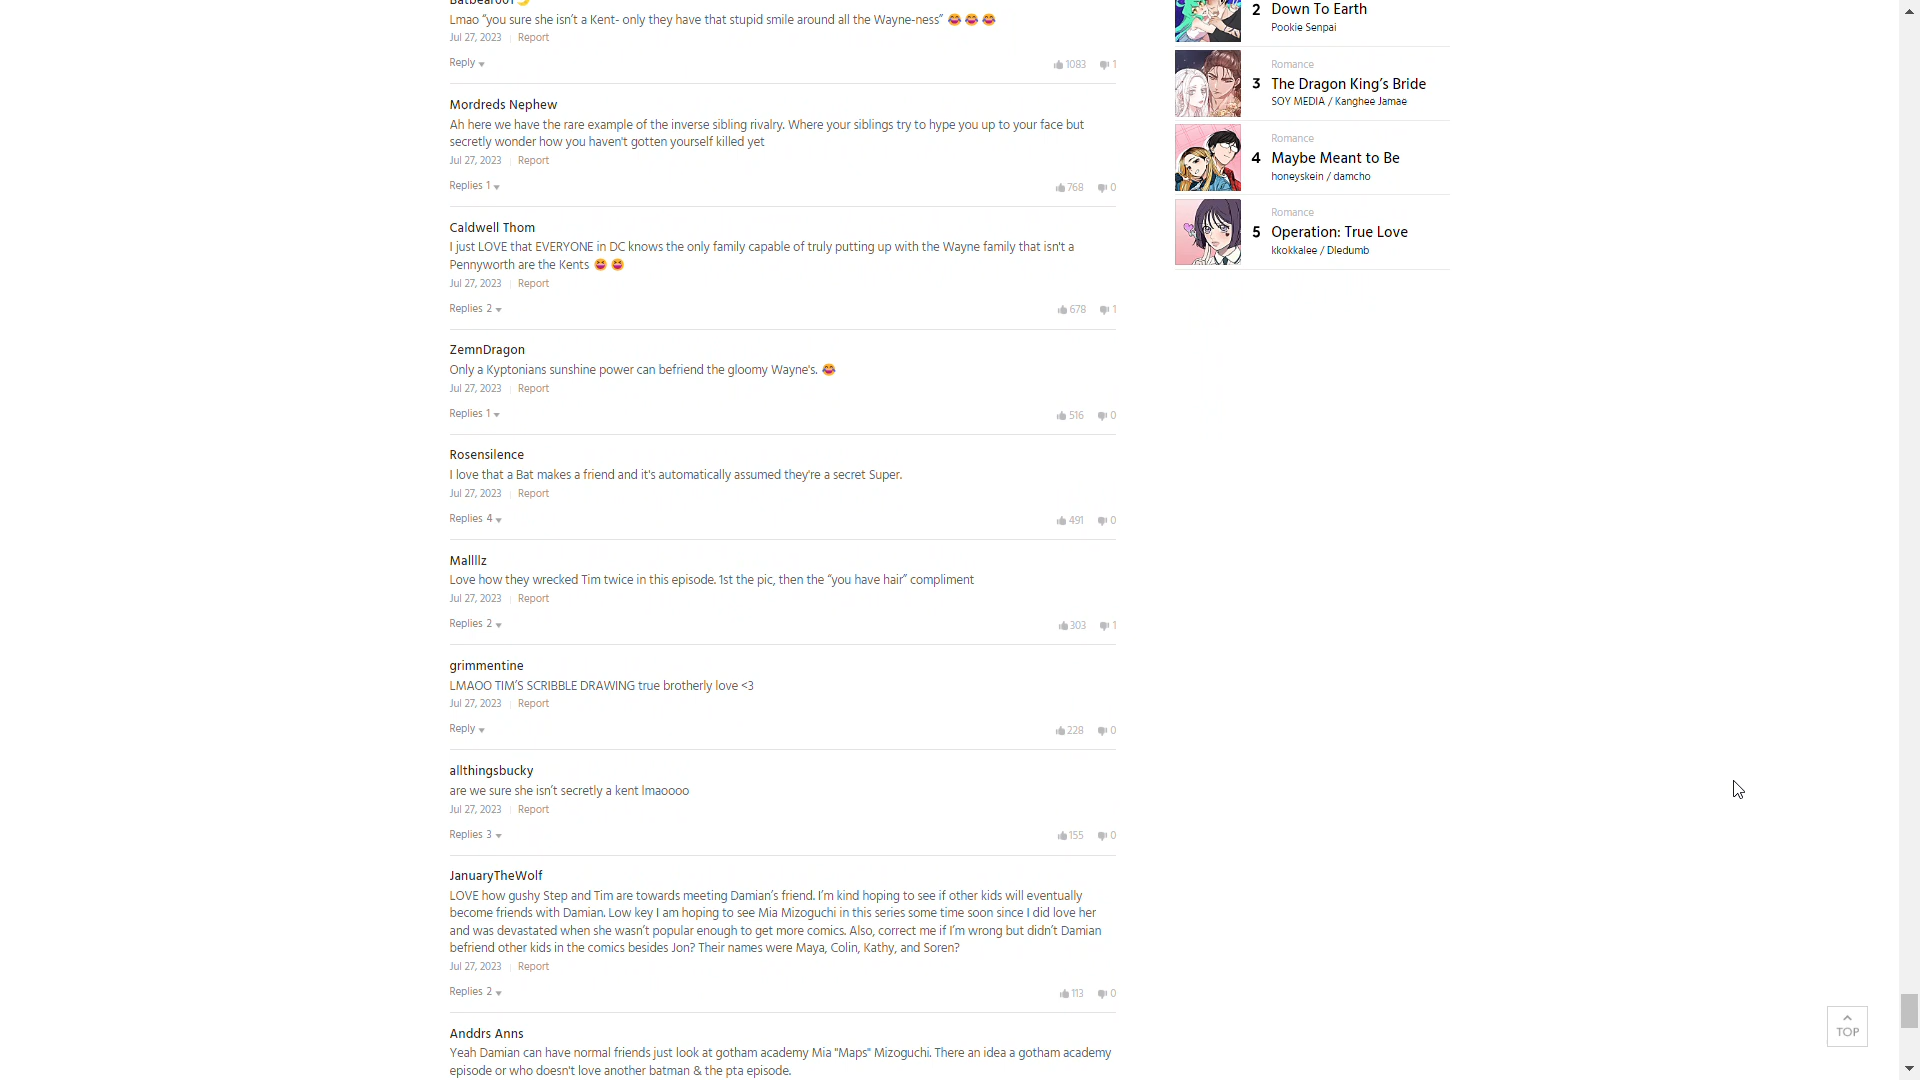 Lmao “you sure she isn’t a Kent- only they have that stupid smile around all the Wayne-ness” 😂 😂 😂
Jul 27, 2023 | Report
Reply
1083 1
Mordreds Nephew
Ah here we have the rare example of the inverse sibling rivalry. Where your siblings try to hype you up to your face but
secretly wonder how you haven't gotten yourself killed yet
Jul 27, 2023 | Report
Replies 1
768 0
Caldwell Thom
I just LOVE that EVERYONE in DC knows the only family capable of truly putting up with the Wayne family that isn't a
Pennyworth are the Kents 😆 😆
Jul 27, 2023 | Report
Replies 2
678 1
ZemnDragon
Only a Kyptonians sunshine power can befriend the gloomy Wayne's. 😂
Jul 27, 2023 | Report
Replies 1
516 0
Rosensilence
I love that a Bat makes a friend and it's automatically assumed they're a secret Super.
Jul 27, 2023 | Report
Replies 4
491 0
Mallllz
Love how they wrecked Tim twice in this episode. 1st the pic, then the “you have hair” compliment
Jul 27, 2023 | Report
Replies 2
303 1
grimmentine
LMAOO TIM’S SCRIBBLE DRAWING true brotherly love <3
Jul 27, 2023 | Report
Reply
228 0
allthingsbucky
are we sure she isn’t secretly a kent lmaoooo
Jul 27, 2023 | Report
Replies 3
155 0
JanuaryTheWolf
LOVE how gushy Step and Tim are towards meeting Damian’s friend. I’m kind hoping to see if other kids will eventually
become friends with Damian. Low key I am hoping to see Mia Mizoguchi in this series some time soon since I did love her
and was devastated when she wasn’t popular enough to get more comics. Also, correct me if I’m wrong but didn’t Damian
befriend other kids in the comics besides Jon? Their names were Maya, Colin, Kathy, and Soren?
Jul 27, 2023 | Report
Replies 2
113 0
Anddrs Anns
Yeah Damian can have normal friends just look at gotham academy Mia "Maps" Mizoguchi. There an idea a gotham academy
episode or who doesn't love another batman & the pta episode.
2 Down To Earth
Pookie Senpai
Romance
3 The Dragon King’s Bride
SOY MEDIA / Kanghee Jamae
Romance
4 Maybe Meant to Be
honeyskein / damcho
Romance
5 Operation: True Love
kkokkalee / Dledumb
TOP